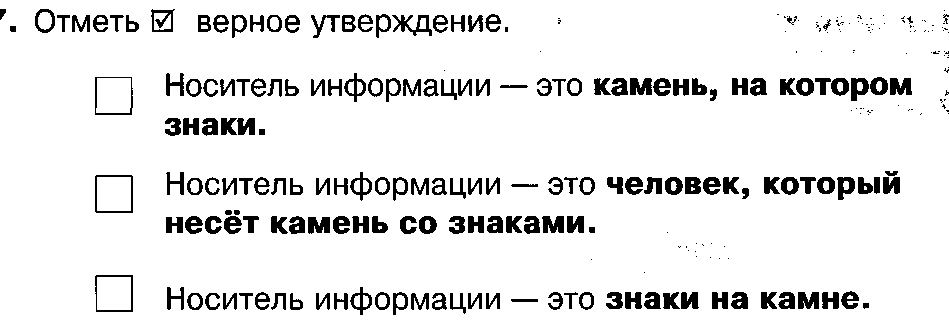 7. Отметь ☑ верное утверждение.
☐ Носитель информации — это камень, на котором
знаки.
☐ Носитель информации — это человек, который
несёт камень со знаками.
☐ Носитель информации — это знаки на камне.